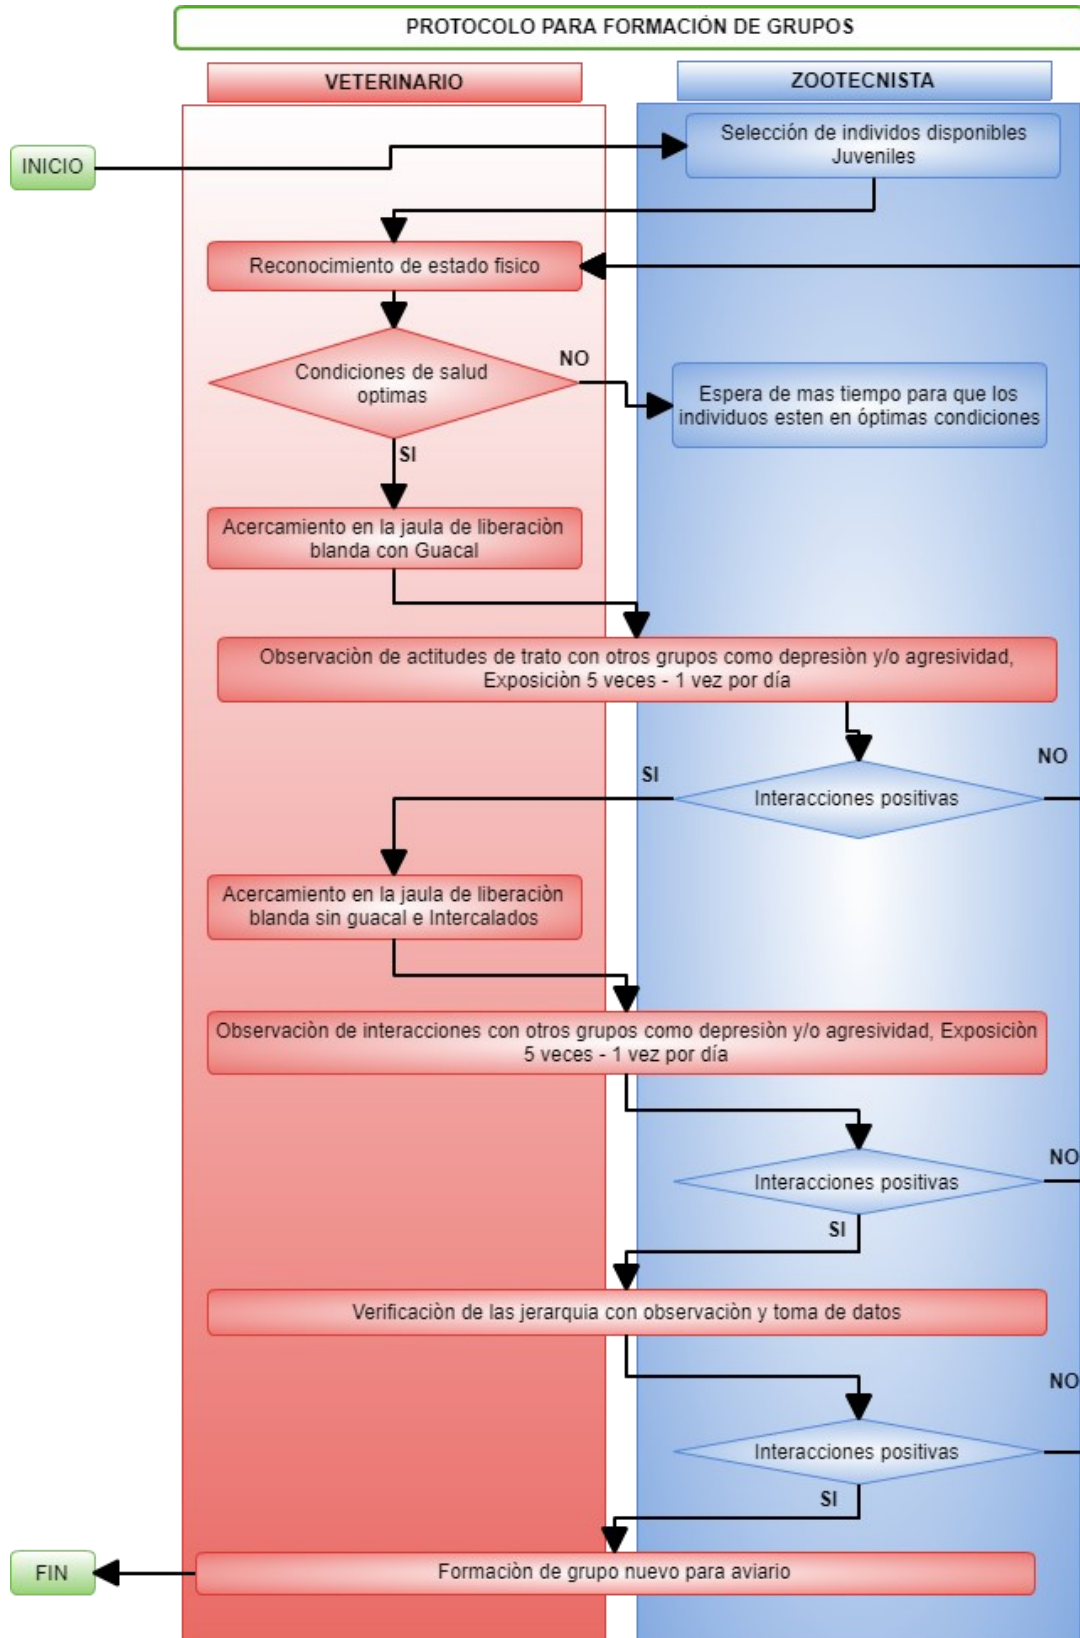 PROTOCOLO PARA FORMACIÓN DE GRUPOS
VETERINARIO
ZOOTECNISTA
INICIO
Selección de individos disponibles
Juveniles
Reconocimiento de estado fisico
Condiciones de salud
optimas
NO
Espera de mas tiempo para que los
individuos esten en óptimas condiciones
SI
Acercamiento en la jaula de liberaciòn
blanda con Guacal
Observaciòn de actitudes de trato con otros grupos como depresiòn y/o agresividad,
Exposiciòn 5 veces - 1 vez por día
SI
Interacciones positivas
NO
Acercamiento en la jaula de liberaciòn
blanda sin guacal e Intercalados
Observaciòn de interacciones con otros grupos como depresiòn y/o agresividad, Exposiciòn
5 veces - 1 vez por día
Interacciones positivas
NO
SI
Verificaciòn de las jerarquia con observaciòn y toma de datos
NO
Interacciones positivas
SI
Formaciòn de grupo nuevo para aviario
FIN